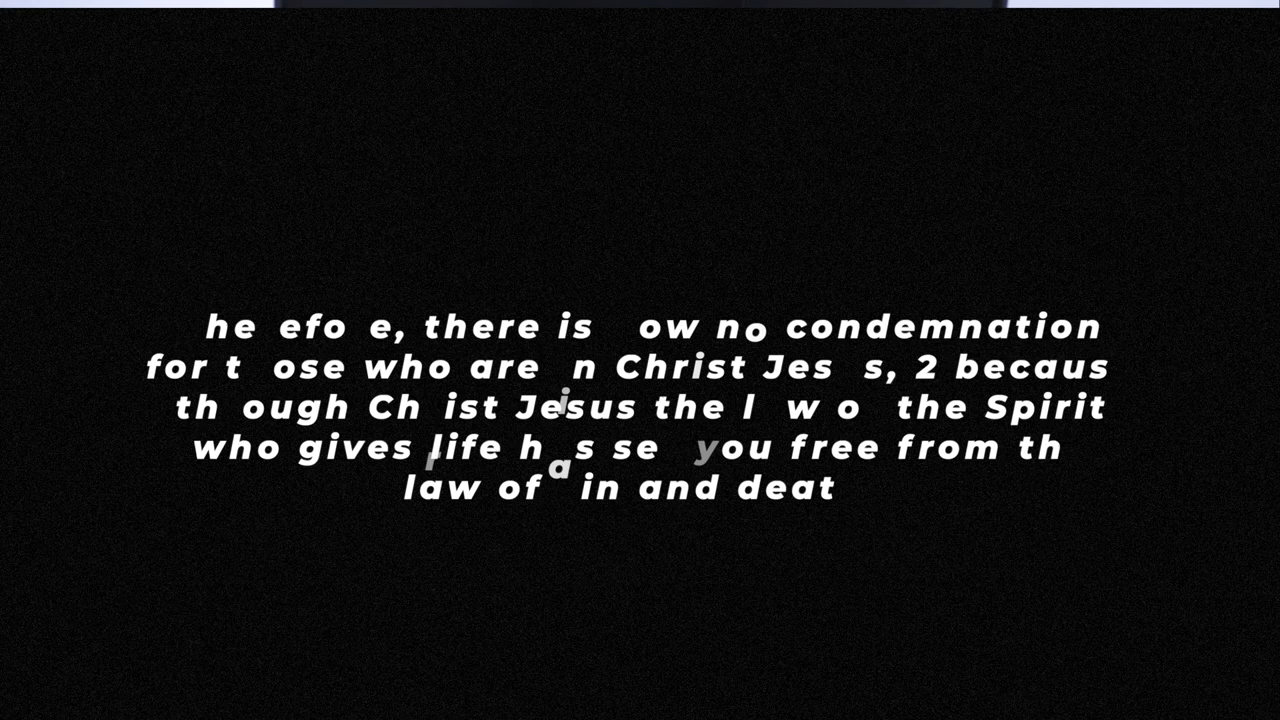 he efo e, there is ow no condemnation
for t ose who are n Christ Jes s, 2 becaus
th ough Ch ist Jesus the l w o the Spirit
who gives life h a s se you free from th
law of in and deat